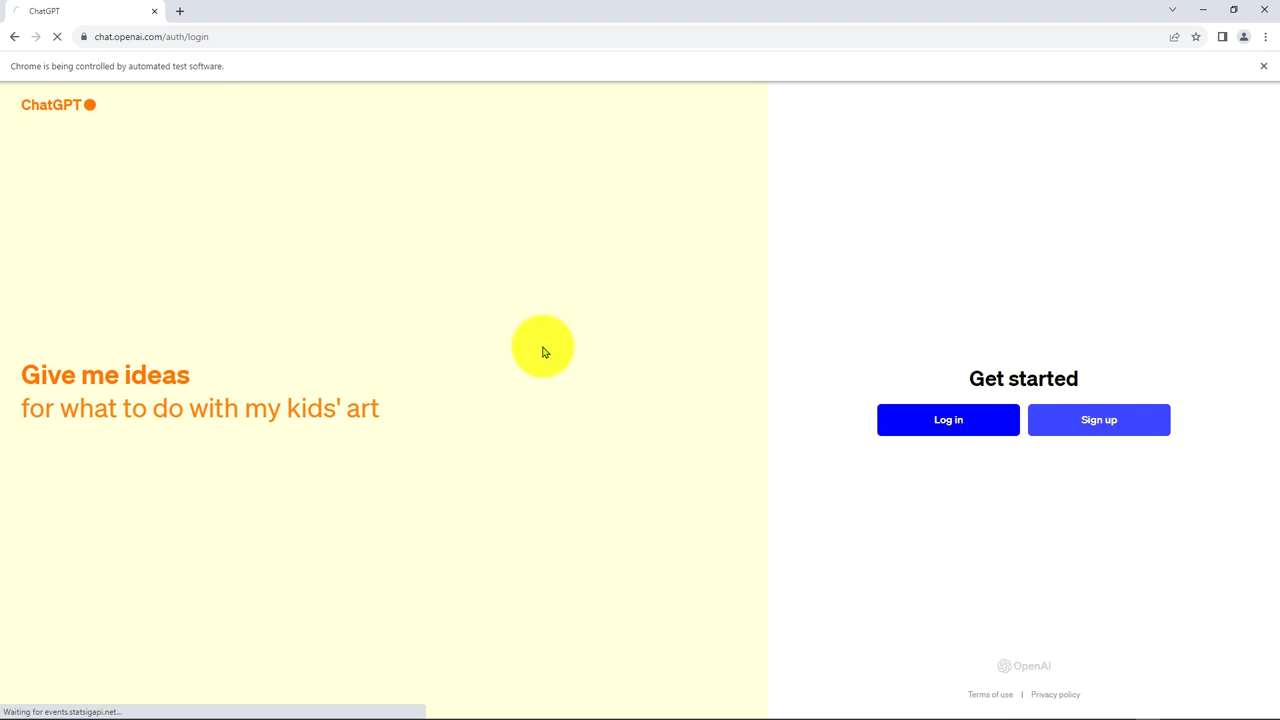 ChatGPT
chat.openai.com/auth/login
Chrome is being controlled by automated test software.
ChatGPT
Give me ideas
for what to do with my kids' art
Get started
Log in
Sign up
OpenAI
Terms of use | Privacy policy
Waiting for events.statsigapi.net...